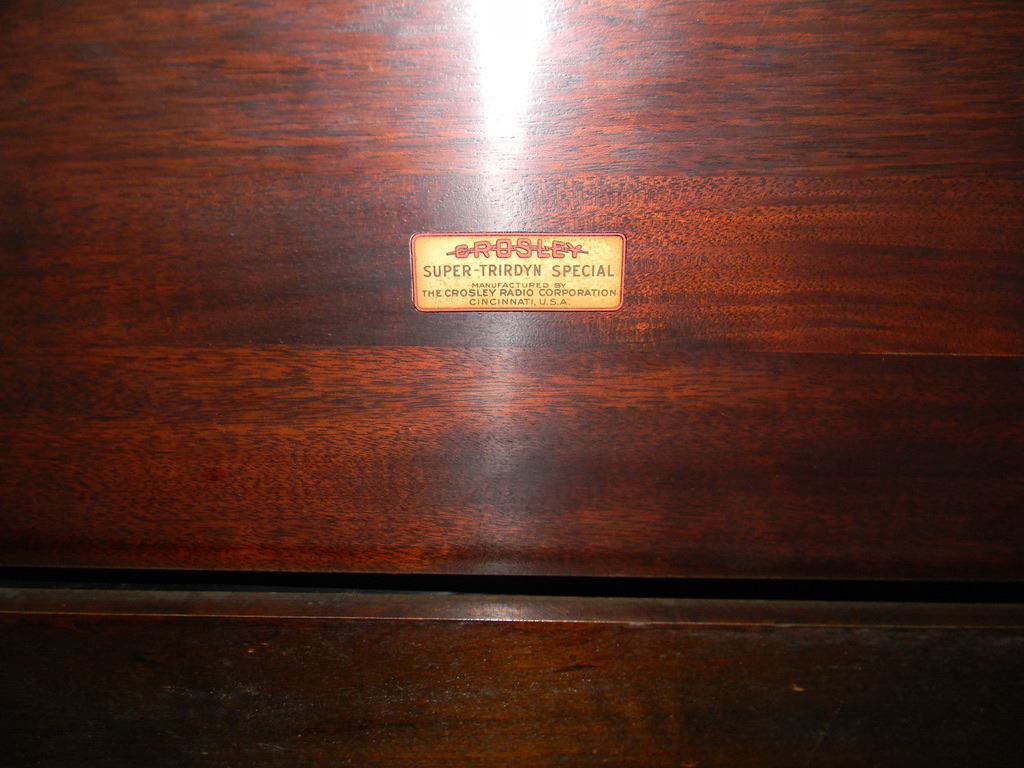 CROSLEY
SUPER-TRIRDYN SPECIAL
MANUFACTURED BY
THE CROSLEY RADIO CORPORATION
CINCINNATI, U.S.A.